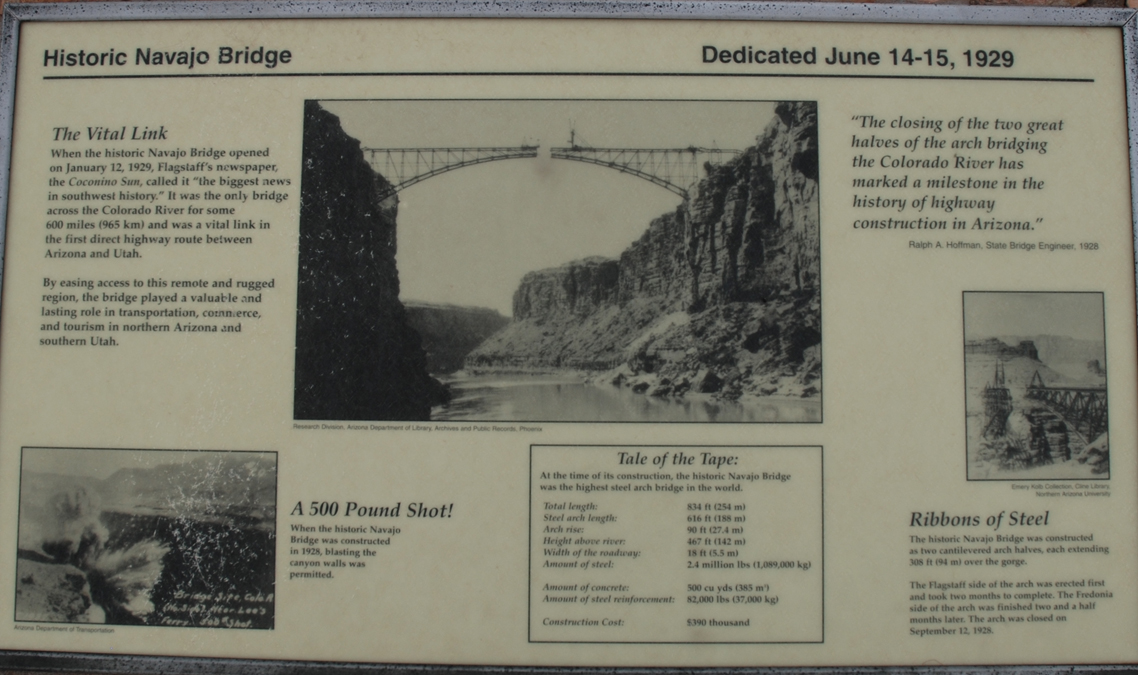 Historic Navajo Bridge
Dedicated June 14-15, 1929
The Vital Link
When the historic Navajo Bridge opened
on January 12, 1929, Flagstaff's newspaper,
the Coconino Sun, called it "the biggest news
in southwest history." It was the only bridge
across the Colorado River for some
600 miles (965 km) and was a vital link in
the first direct highway route between
Arizona and Utah.
By easing access to this remote and rugged
region, the bridge played a valuable and
lasting role in transportation, commerce,
and tourism in northern Arizona and
southern Utah.
Research Division, Arizona Department of Library, Archives and Public Records, Phoenix
"The closing of the two great
halves of the arch bridging
the Colorado River has
marked a milestone in the
history of highway
construction in Arizona."
Ralph A. Hoffman, State Bridge Engineer, 1928
Emery Kolb Collection, Cline Library,
Northern Arizona University
Bridge Site, Colo R
(No. Side) Near Lee's
Ferry. 500# Shot.
Arizona Department of Transportation
A 500 Pound Shot!
When the historic Navajo
Bridge was constructed
in 1928, blasting the
canyon walls was
permitted.
Tale of the Tape:
At the time of its construction, the historic Navajo Bridge
was the highest steel arch bridge in the world.
Total length: 834 ft (254 m)
Steel arch length: 616 ft (188 m)
Arch rise: 90 ft (27.4 m)
Height above river: 467 ft (142 m)
Width of the roadway: 18 ft (5.5 m)
Amount of steel: 2.4 million lbs (1,089,000 kg)
Amount of concrete: 500 cu yds (385 m³)
Amount of steel reinforcement: 82,000 lbs (37,000 kg)
Construction Cost: $390 thousand
Ribbons of Steel
The historic Navajo Bridge was constructed
as two cantilevered arch halves, each extending
308 ft (94 m) over the gorge.
The Flagstaff side of the arch was erected first
and took two months to complete. The Fredonia
side of the arch was finished two and a half
months later. The arch was closed on
September 12, 1928.